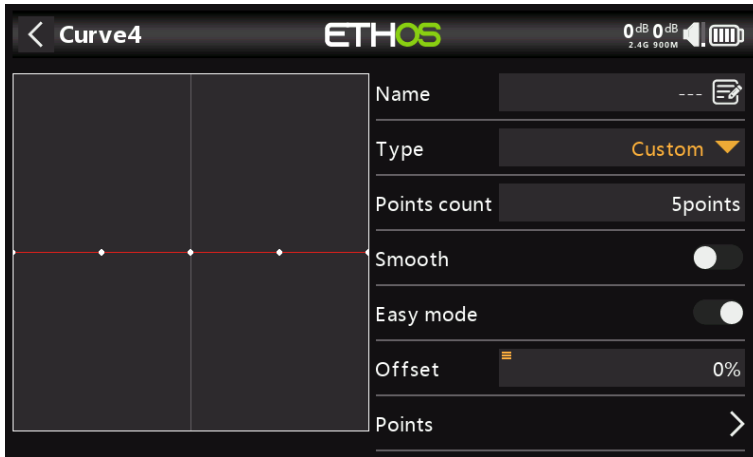 Curve4
ETHOS
0dB 0dB
2.4G 900M
Name ---
Type Custom
Points count 5points
Smooth
Easy mode
Offset 0%
Points